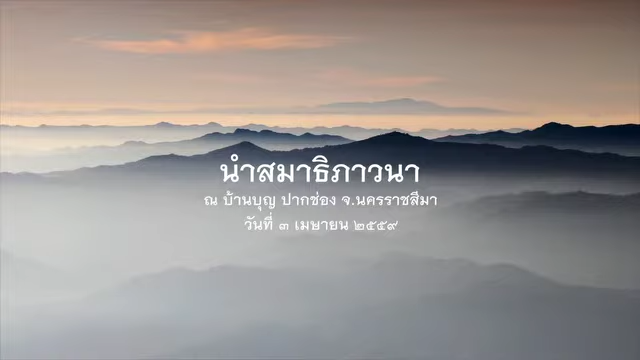 นำสมาธิภาวนา
ณ บ้านบุญ ปากช่อง จ.นครราชสีมา
วันที่ ๓ เมษายน ๒๕๕๙